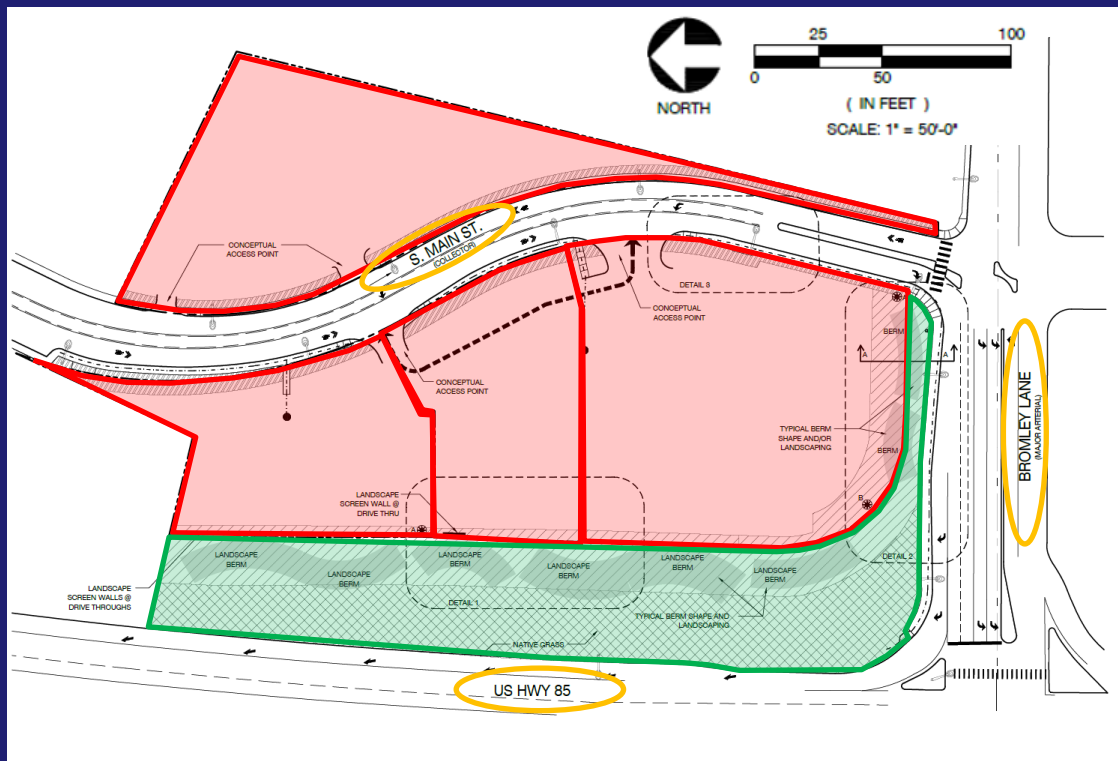 25
100
0
50
NORTH
( IN FEET )
SCALE: 1" = 50'-0"
CONCEPTUAL
ACCESS POINT
S. MAIN ST.
(COLLECTOR)
DETAIL 3
CONCEPTUAL
ACCESS POINT
A
BERM
A
A
CONCEPTUAL
ACCESS POINT
BROMLEY LANE
(MAJOR ARTERIAL)
TYPICAL BERM
SHAPE AND/OR
LANDSCAPING
BERM
LANDSCAPE
SCREEN WALL @
DRIVE THRU
B
A
LANDSCAPE
BERM
LANDSCAPE
BERM
LANDSCAPE
BERM
LANDSCAPE
BERM
LANDSCAPE
BERM
LANDSCAPE
BERM
DETAIL 2
LANDSCAPE
SCREEN WALLS @
DRIVE THROUGHS
DETAIL 1
TYPICAL BERM SHAPE AND
LANDSCAPING
NATIVE GRASS
US HWY 85